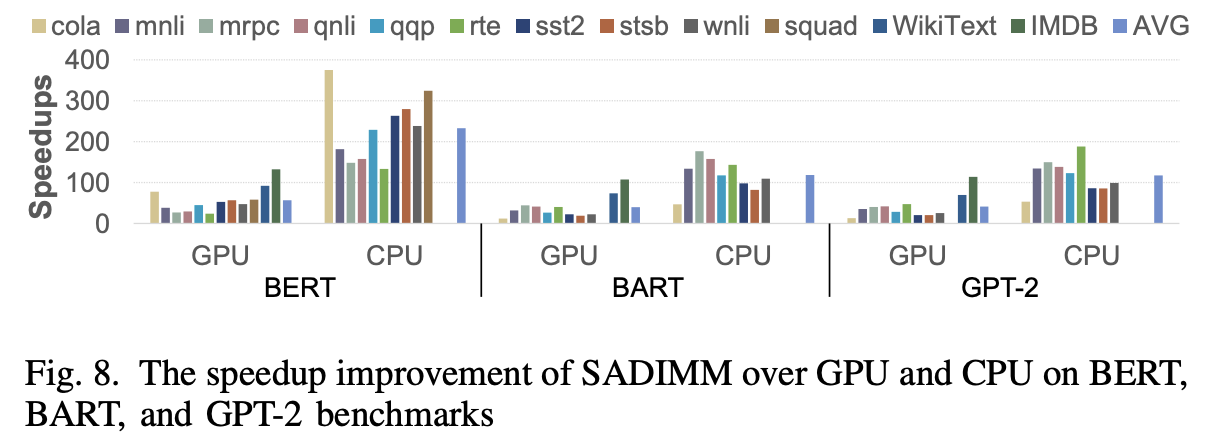 cola mnli mrpc qnli qqp rte sst2 stsb wnli squad WikiText IMDB AVG
Speedups
400
300
200
100
0
GPU CPU GPU CPU GPU CPU
BERT BART GPT-2
Fig. 8. The speedup improvement of SADIMM over GPU and CPU on BERT,
BART, and GPT-2 benchmarks